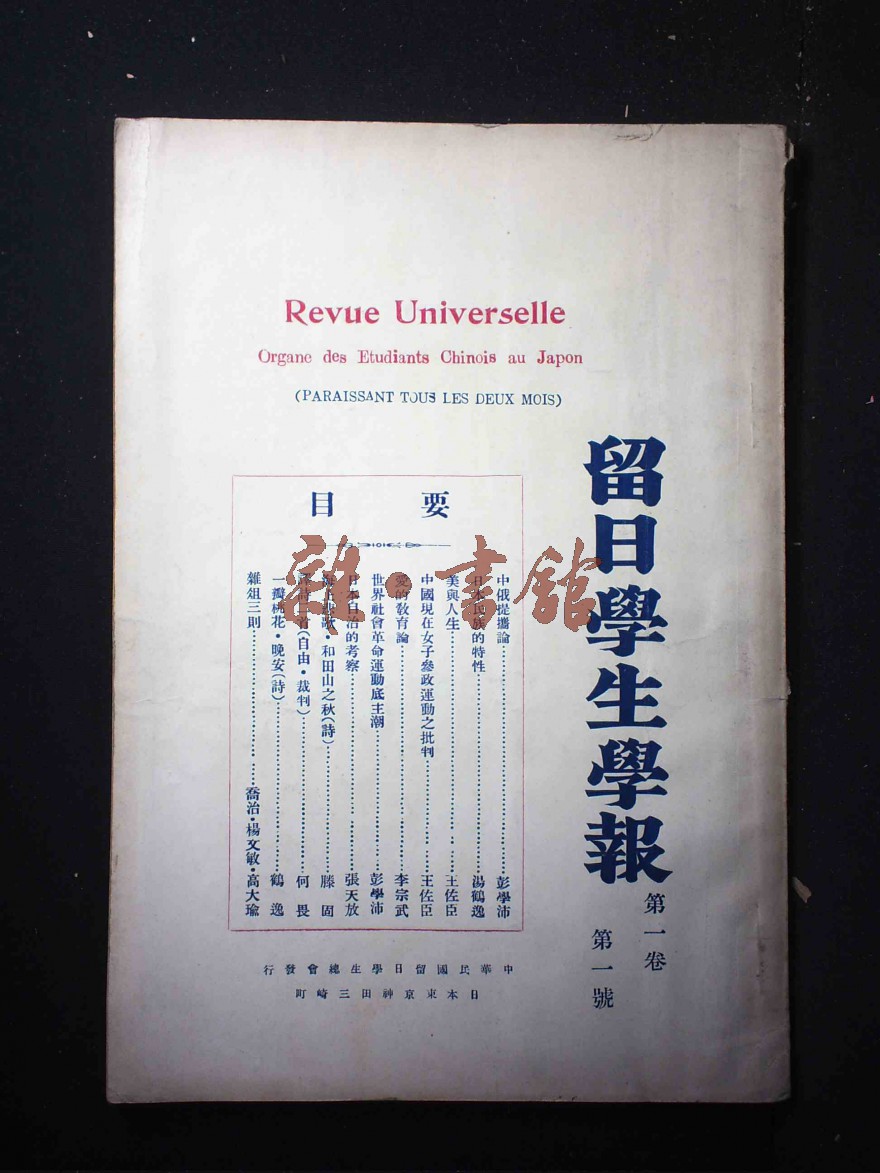 Revue Universelle
Organe des Etudiants Chinois au Japon
(PARAISSANT TOUS LES DEUX MOIS)
留日學生學報
第一卷
第一號
要目
中俄提攜論 彭學沛
日本民族的特性 湯鶴逸
美與人生 王佐臣
中國現在女子參政運動之批判 王佐臣
愛的教育論 李宗武
世界社會革命運動底主潮 彭學沛
日本自治的考察 張天放
和田山之秋(詩) 滕固
(自由·裁判) 何畏
一瓣桃花·晚安(詩) 鶴逸
雜俎三則 喬治·楊文敏·高大瑜
中華民國留日學生總會發行
日本東京神田三崎町
雜·書館